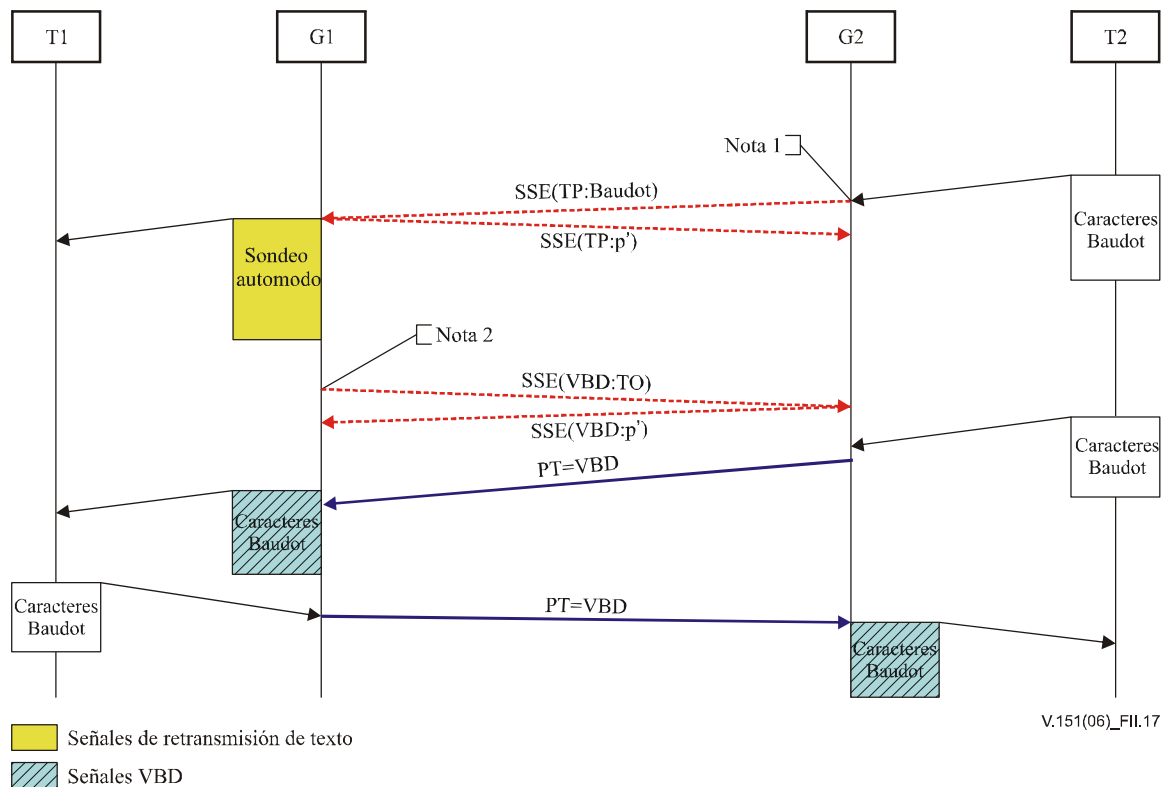 T1
G1
G2
T2
Nota 1
SSE(TP:Baudot)
SSE(TP:p')
Caracteres
Baudot
Sondeo
automodo
Nota 2
SSE(VBD:TO)
SSE(VBD:p')
Caracteres
Baudot
PT=VBD
Caracteres
Baudot
Caracteres
Baudot
PT=VBD
Caracteres
Baudot
V.151(06)_FII.17
Señales de retransmisión de texto
Señales VBD